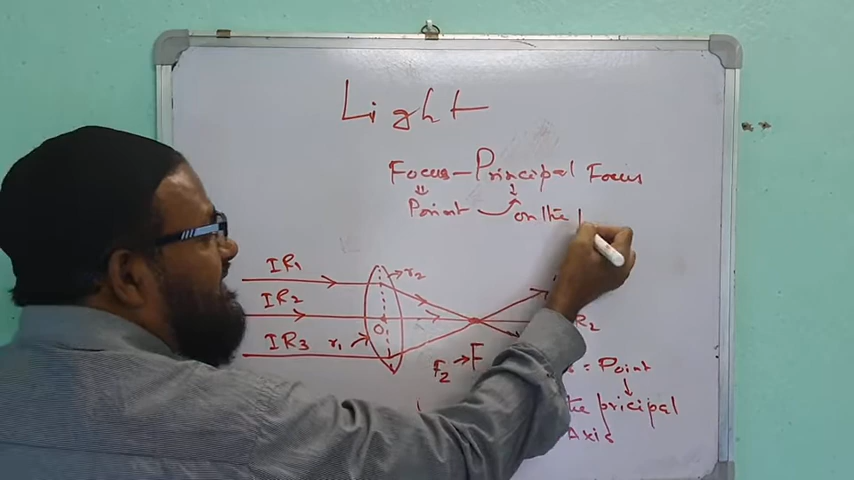 Light
Focus — Principal Focus
Point on the
IR1
r2
IR2
O
R2
IR3 r1
F2 → F
= Point
the principal
Axis